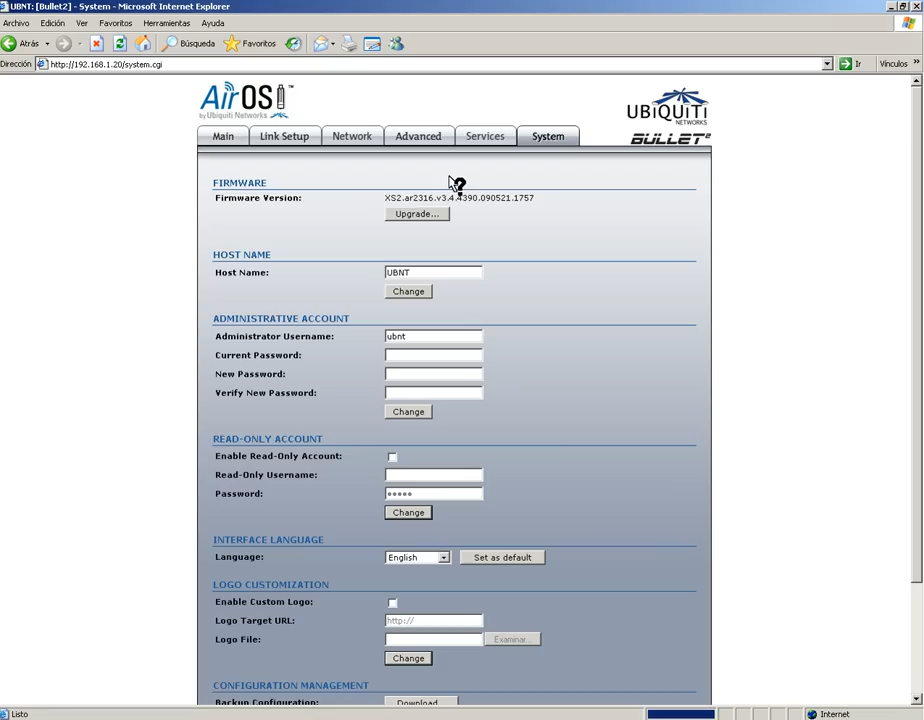 UBNT: [Bullet2] - System - Microsoft Internet Explorer
Archivo Edición Ver Favoritos Herramientas Ayuda
Atrás Búsqueda Favoritos
Dirección http://192.168.1.20/system.cgi Ir Vínculos »
AirOS™
by Ubiquiti Networks
UBIQUITI
NETWORKS
BULLET2
Main Link Setup Network Advanced Services System
FIRMWARE
Firmware Version: XS2.ar2316.v3.4.4390.090521.1757
Upgrade...
HOST NAME
Host Name: UBNT
Change
ADMINISTRATIVE ACCOUNT
Administrator Username: ubnt
Current Password:
New Password:
Verify New Password:
Change
READ-ONLY ACCOUNT
Enable Read-Only Account:
Read-Only Username:
Password: •••••
Change
INTERFACE LANGUAGE
Language: English Set as default
LOGO CUSTOMIZATION
Enable Custom Logo:
Logo Target URL: http://
Logo File: Examinar...
Change
CONFIGURATION MANAGEMENT
Backup Configuration: Download
Listo Internet